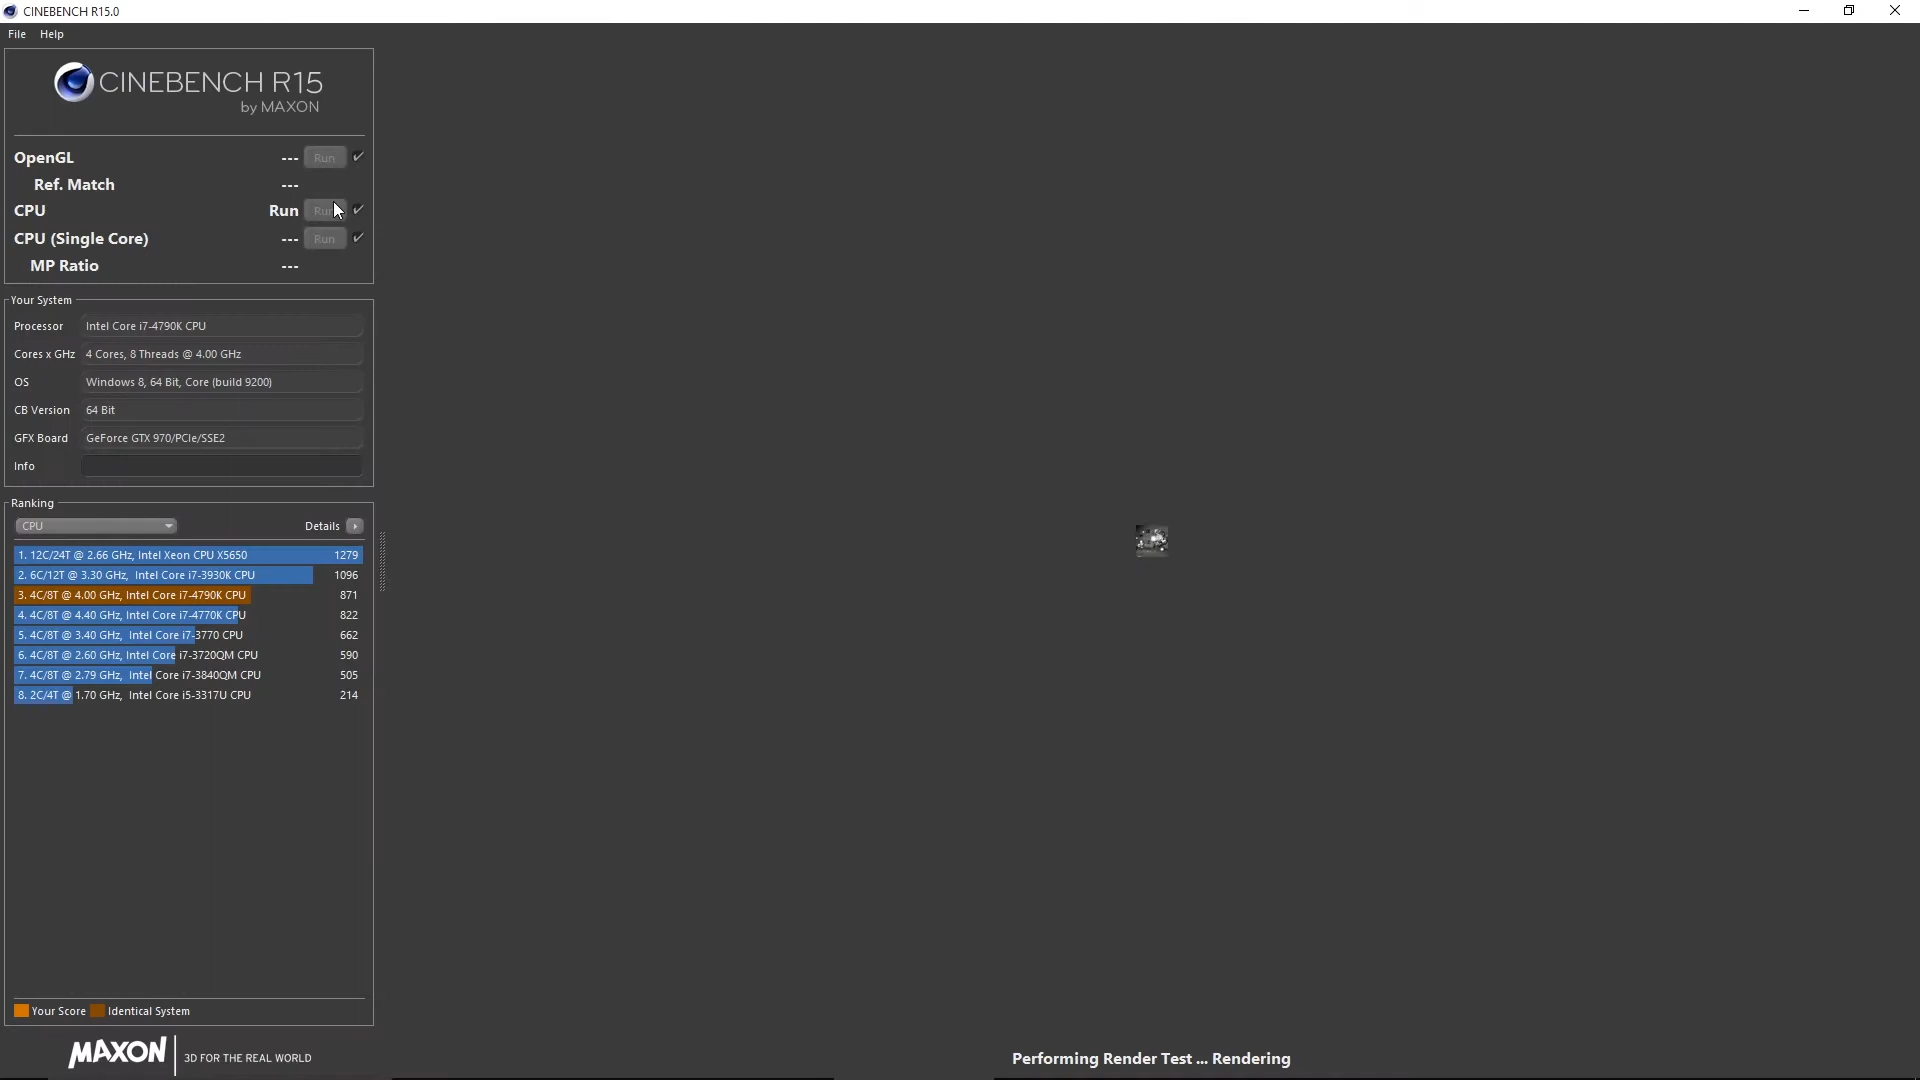 CINEBENCH R15.0
File Help
CINEBENCH R15
by MAXON
OpenGL --- Run
Ref. Match ---
CPU Run Run
CPU (Single Core) --- Run
MP Ratio ---
Your System
Processor Intel Core i7-4790K CPU
Cores x GHz 4 Cores, 8 Threads @ 4.00 GHz
OS Windows 8, 64 Bit, Core (build 9200)
CB Version 64 Bit
GFX Board GeForce GTX 970/PCIe/SSE2
Info
Ranking
CPU Details
1. 12C/24T @ 2.66 GHz, Intel Xeon CPU X5650 1279
2. 6C/12T @ 3.30 GHz, Intel Core i7-3930K CPU 1096
3. 4C/8T @ 4.00 GHz, Intel Core i7-4790K CPU 871
4. 4C/8T @ 4.40 GHz, Intel Core i7-4770K CPU 822
5. 4C/8T @ 3.40 GHz, Intel Core i7-3770 CPU 662
6. 4C/8T @ 2.60 GHz, Intel Core i7-3720QM CPU 590
7. 4C/8T @ 2.79 GHz, Intel Core i7-3840QM CPU 505
8. 2C/4T @ 1.70 GHz, Intel Core i5-3317U CPU 214
Your Score Identical System
MAXON 3D FOR THE REAL WORLD
Performing Render Test ... Rendering